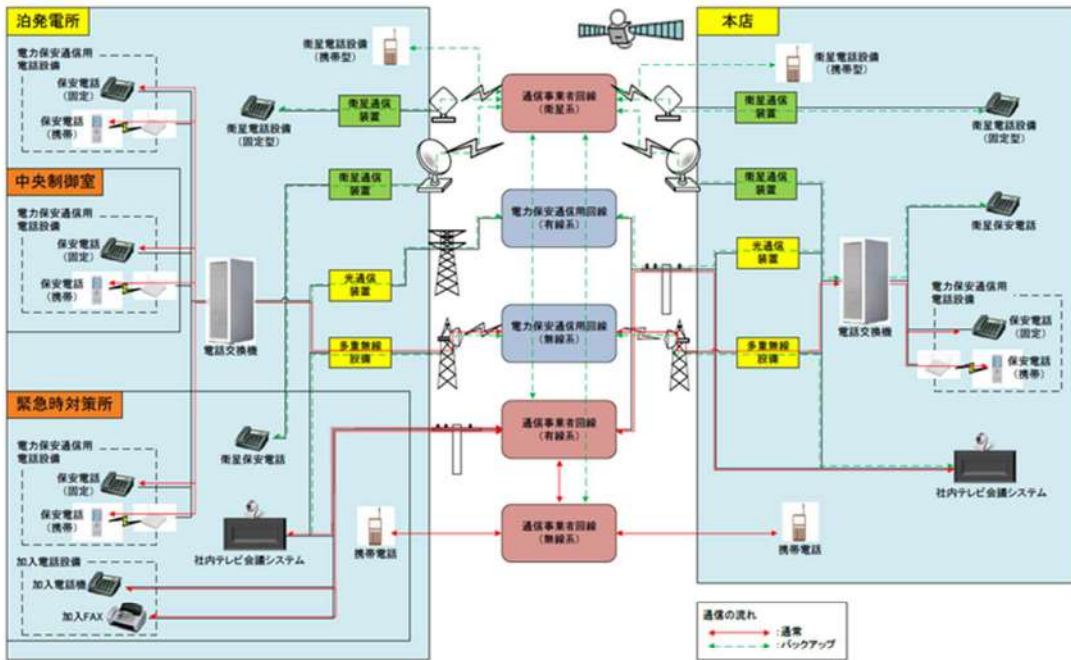 泊発電所
電力保安通信用
電話設備
保安電話
(固定)
保安電話
(携帯)
中央制御室
電力保安通信用
電話設備
保安電話
(固定)
保安電話
(携帯)
電話交換機
緊急時対策所
電力保安通信用
電話設備
保安電話
(固定)
保安電話
(携帯)
加入電話設備
加入電話機
加入FAX
衛星電話設備
(携帯型)
衛星電話設備
(固定型)
衛星通信
装置
衛星通信
装置
光通信
装置
多重無線
設備
衛星保安電話
社内テレビ会議システム
携帯電話
通信事業者回線
(衛星系)
電力保安通信用回線
(有線系)
電力保安通信用回線
(無線系)
通信事業者回線
(有線系)
通信事業者回線
(無線系)
本店
衛星電話設備
(携帯型)
衛星通信
装置
衛星電話設備
(固定型)
衛星通信
装置
衛星保安電話
光通信
装置
電話交換機
多重無線
設備
電力保安通信用
電話設備
保安電話
(固定)
保安電話
(携帯)
社内テレビ会議システム
携帯電話
通信の流れ
:通常
:バックアップ